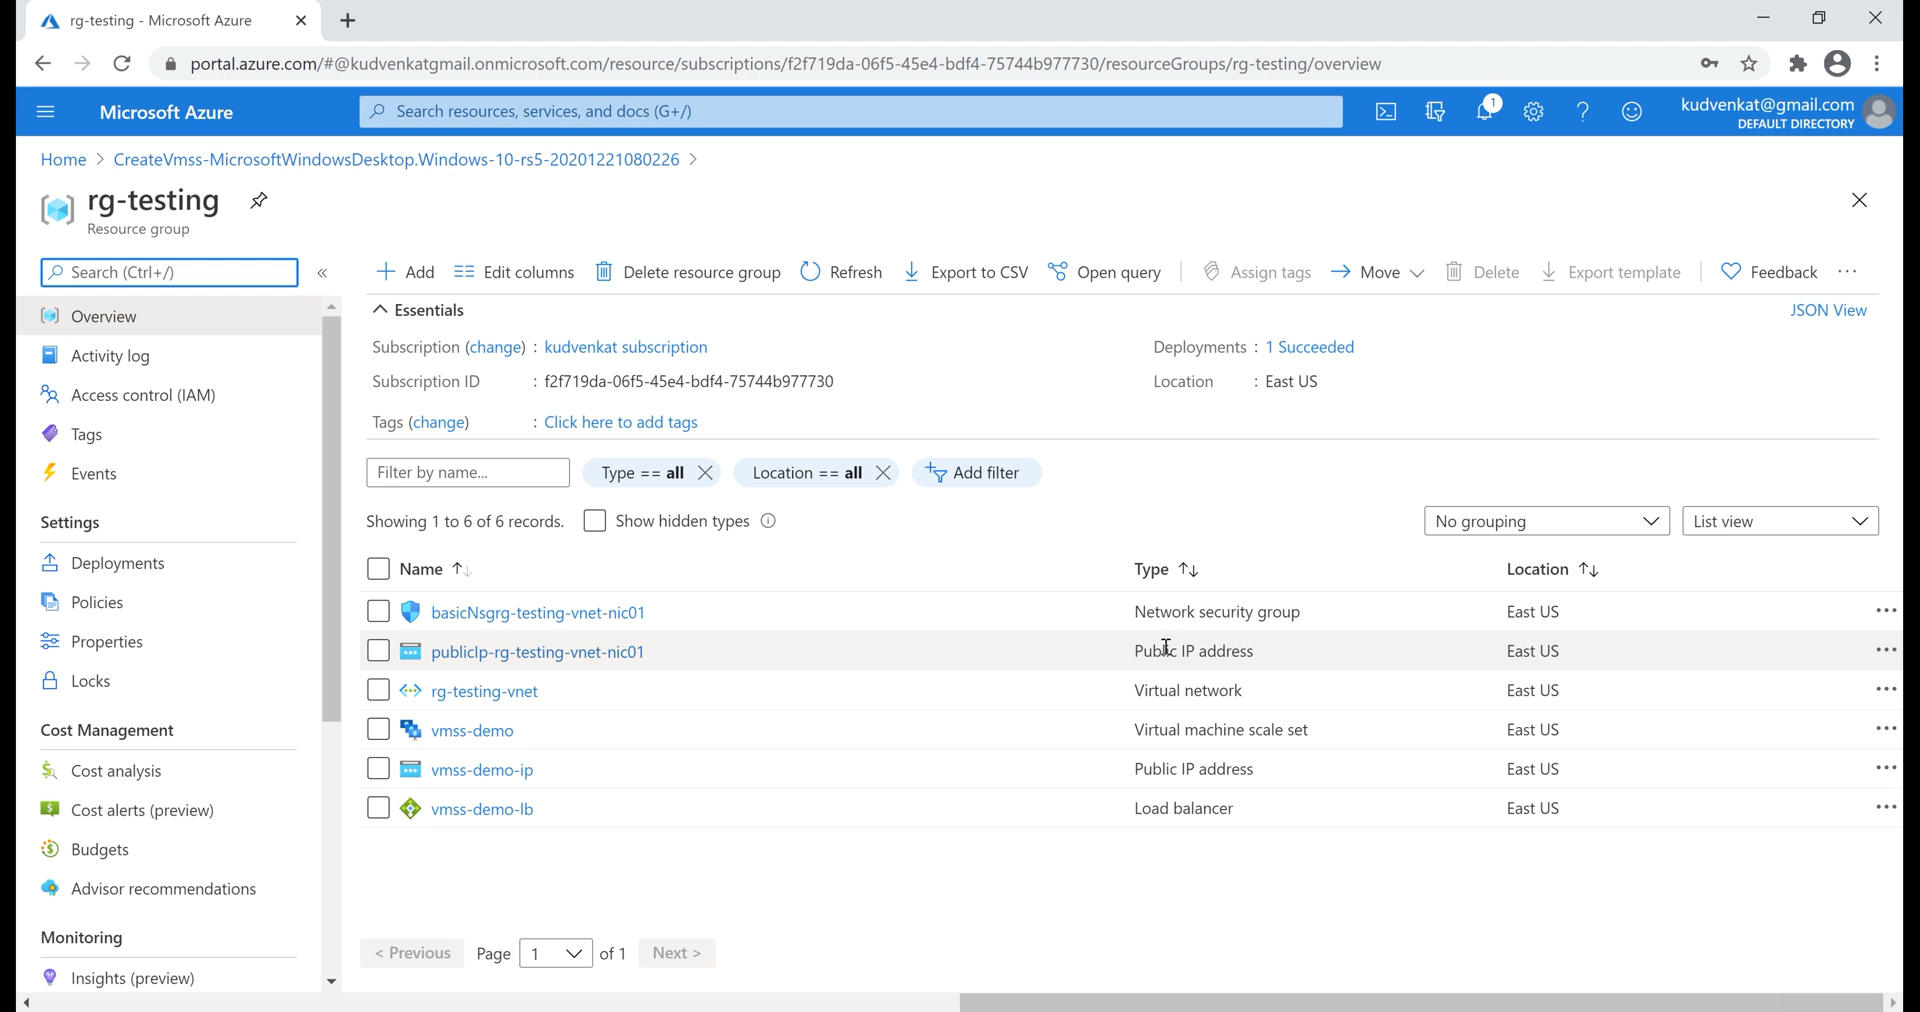 rg-testing - Microsoft Azure
portal.azure.com/#@kudvenkatgmail.onmicrosoft.com/resource/subscriptions/f2f719da-06f5-45e4-bdf4-75744b977730/resourceGroups/rg-testing/overview
Microsoft Azure
Search resources, services, and docs (G+/)
1
kudvenkat@gmail.com
DEFAULT DIRECTORY
Home > CreateVmss-MicrosoftWindowsDesktop.Windows-10-rs5-20201221080226 >
rg-testing
Resource group
Search (Ctrl+/)
«
Overview
Activity log
Access control (IAM)
Tags
Events
Settings
Deployments
Policies
Properties
Locks
Cost Management
Cost analysis
Cost alerts (preview)
Budgets
Advisor recommendations
Monitoring
Insights (preview)
Add Edit columns Delete resource group Refresh Export to CSV Open query Assign tags Move Delete Export template Feedback ···
Essentials JSON View
Subscription (change) : kudvenkat subscription Deployments : 1 Succeeded
Subscription ID : f2f719da-06f5-45e4-bdf4-75744b977730 Location : East US
Tags (change) : Click here to add tags
Filter by name... Type == all Location == all Add filter
Showing 1 to 6 of 6 records. Show hidden types No grouping List view
Name Type Location
basicNsgrg-testing-vnet-nic01 Network security group East US
publicIp-rg-testing-vnet-nic01 Public IP address East US
rg-testing-vnet Virtual network East US
vmss-demo Virtual machine scale set East US
vmss-demo-ip Public IP address East US
vmss-demo-lb Load balancer East US
< Previous Page 1 of 1 Next >